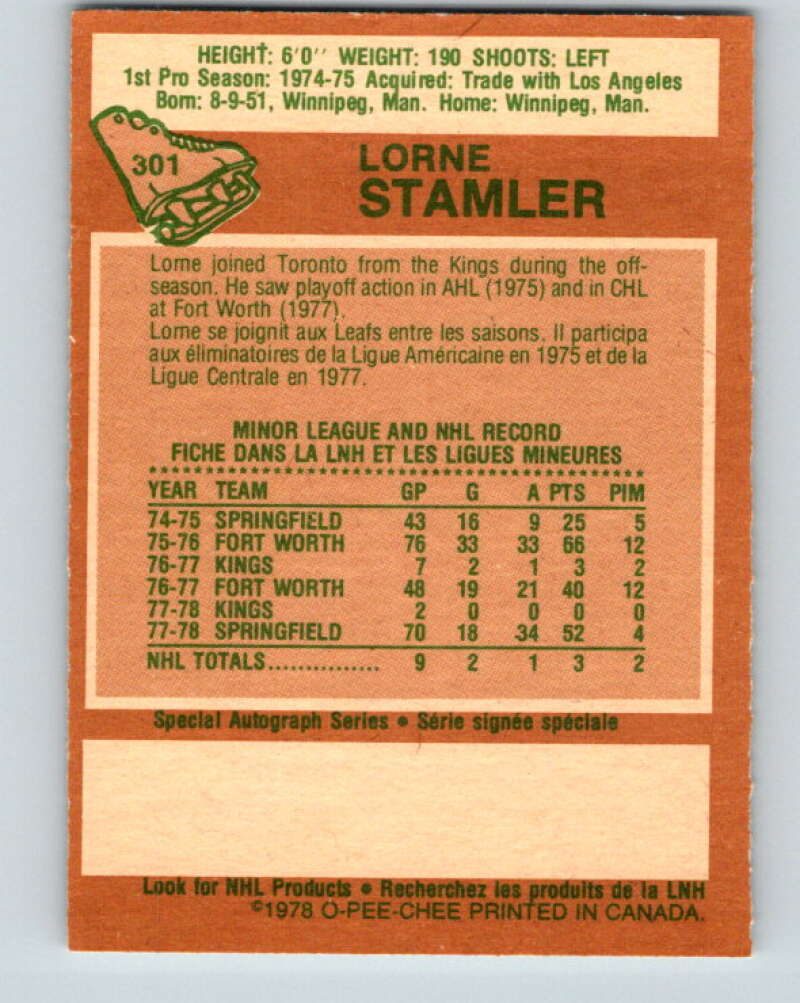 HEIGHT: 6'0'' WEIGHT: 190 SHOOTS: LEFT
1st Pro Season: 1974-75 Acquired: Trade with Los Angeles
Born: 8-9-51, Winnipeg, Man. Home: Winnipeg, Man.
301
LORNE
STAMLER
Lorne joined Toronto from the Kings during the off-
season. He saw playoff action in AHL (1975) and in CHL
at Fort Worth (1977).
Lorne se joignit aux Leafs entre les saisons. Il participa
aux éliminatoires de la Ligue Américaine en 1975 et de la
Ligue Centrale en 1977.
MINOR LEAGUE AND NHL RECORD
FICHE DANS LA LNH ET LES LIGUES MINEURES
YEAR TEAM GP G A PTS PIM
74-75 SPRINGFIELD 43 16 9 25 5
75-76 FORT WORTH 76 33 33 66 12
76-77 KINGS 7 2 1 3 2
76-77 FORT WORTH 48 19 21 40 12
77-78 KINGS 2 0 0 0 0
77-78 SPRINGFIELD 70 18 34 52 4
NHL TOTALS............... 9 2 1 3 2
Special Autograph Series • Série signée spéciale
Look for NHL Products • Recherchez les produits de la LNH
©1978 O-PEE-CHEE PRINTED IN CANADA.